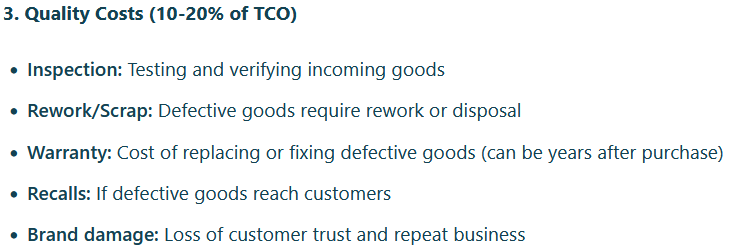 3. Quality Costs (10-20% of TCO)
• Inspection: Testing and verifying incoming goods
• Rework/Scrap: Defective goods require rework or disposal
• Warranty: Cost of replacing or fixing defective goods (can be years after purchase)
• Recalls: If defective goods reach customers
• Brand damage: Loss of customer trust and repeat business